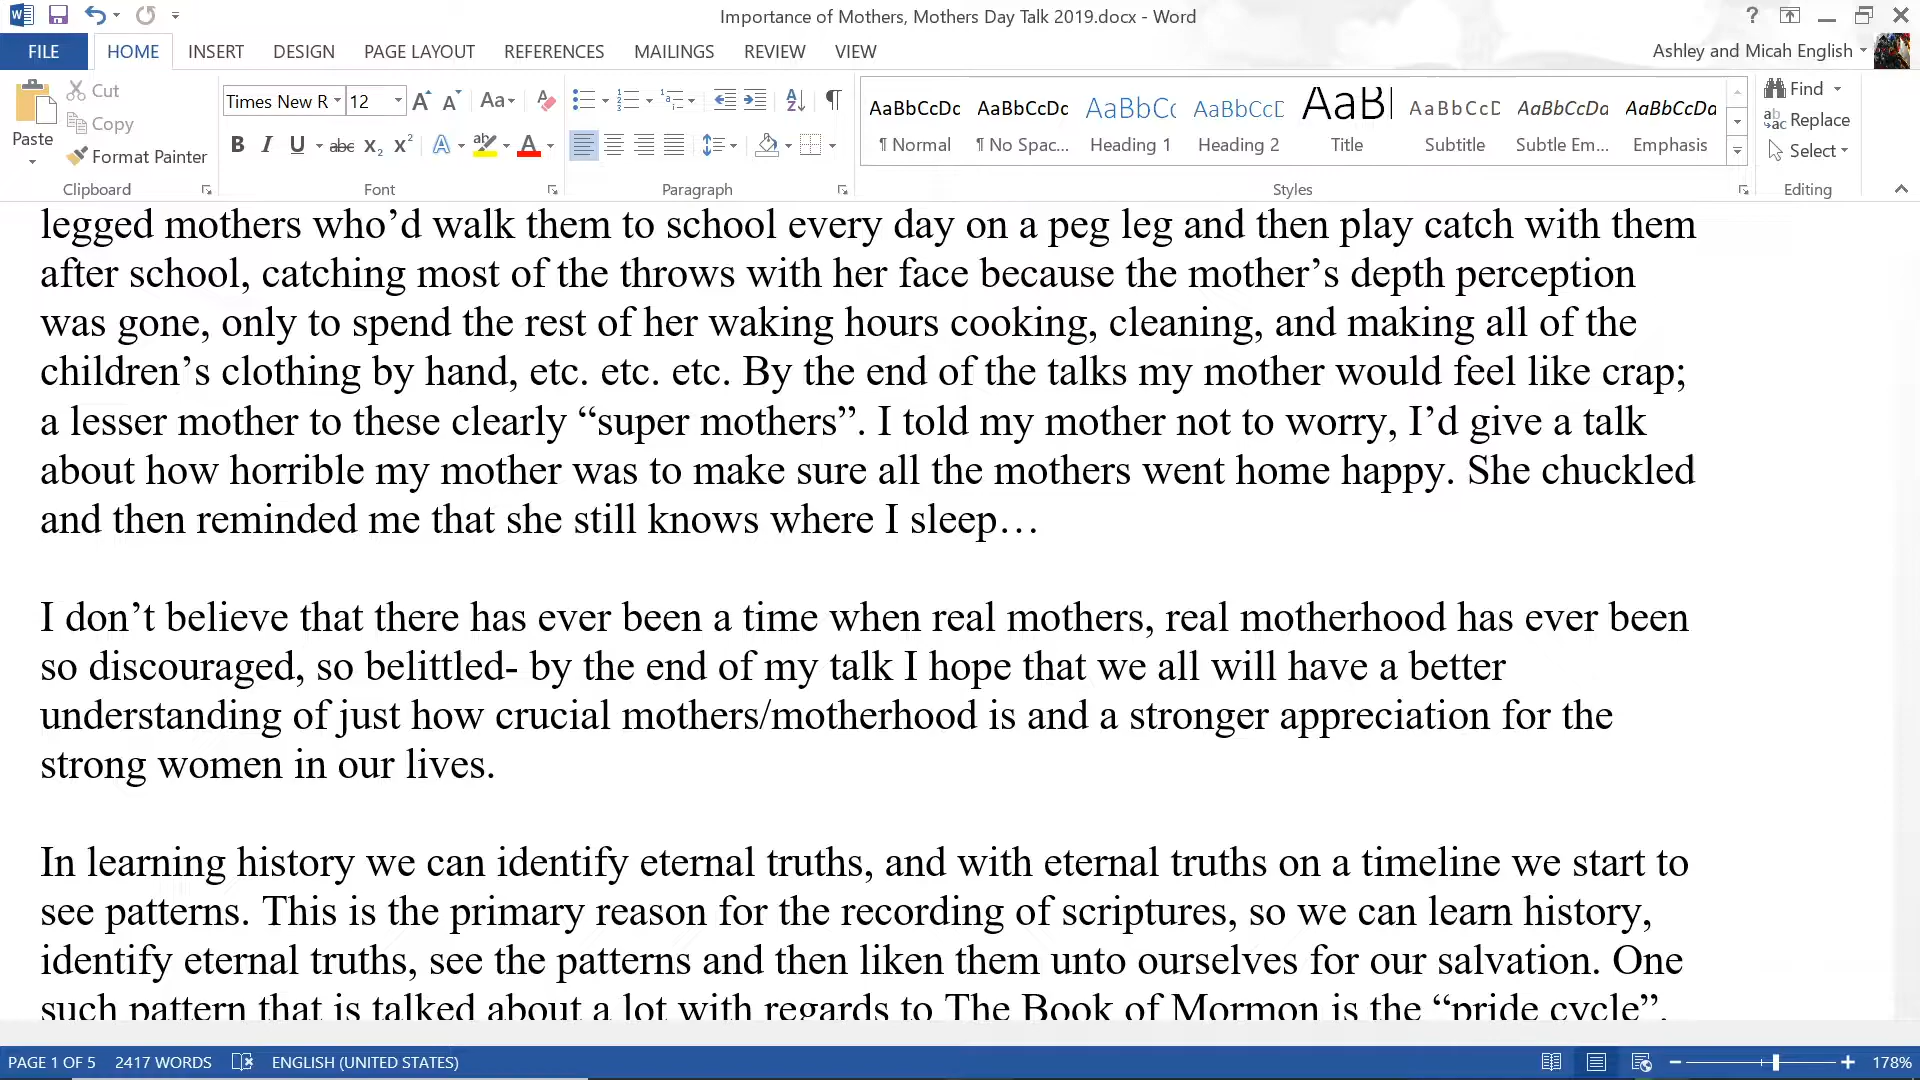 Importance of Mothers, Mothers Day Talk 2019.docx - Word
FILE HOME INSERT DESIGN PAGE LAYOUT REFERENCES MAILINGS REVIEW VIEW Ashley and Micah English
Paste
Cut
Copy
Format Painter
Clipboard
Times New R 12
Font
Paragraph
AaBbCcDc AaBbCcDc AaBbCc AaBbCcD AaB AaBbCcD AaBbCcDa AaBbCcDa
¶ Normal ¶ No Spac... Heading 1 Heading 2 Title Subtitle Subtle Em... Emphasis
Styles
Find
Replace
Select
Editing
legged mothers who’d walk them to school every day on a peg leg and then play catch with them
after school, catching most of the throws with her face because the mother’s depth perception
was gone, only to spend the rest of her waking hours cooking, cleaning, and making all of the
children’s clothing by hand, etc. etc. etc. By the end of the talks my mother would feel like crap;
a lesser mother to these clearly “super mothers”. I told my mother not to worry, I’d give a talk
about how horrible my mother was to make sure all the mothers went home happy. She chuckled
and then reminded me that she still knows where I sleep…
I don’t believe that there has ever been a time when real mothers, real motherhood has ever been
so discouraged, so belittled- by the end of my talk I hope that we all will have a better
understanding of just how crucial mothers/motherhood is and a stronger appreciation for the
strong women in our lives.
In learning history we can identify eternal truths, and with eternal truths on a timeline we start to
see patterns. This is the primary reason for the recording of scriptures, so we can learn history,
identify eternal truths, see the patterns and then liken them unto ourselves for our salvation. One
such pattern that is talked about a lot with regards to The Book of Mormon is the “pride cycle”.
PAGE 1 OF 5 2417 WORDS ENGLISH (UNITED STATES) 178%